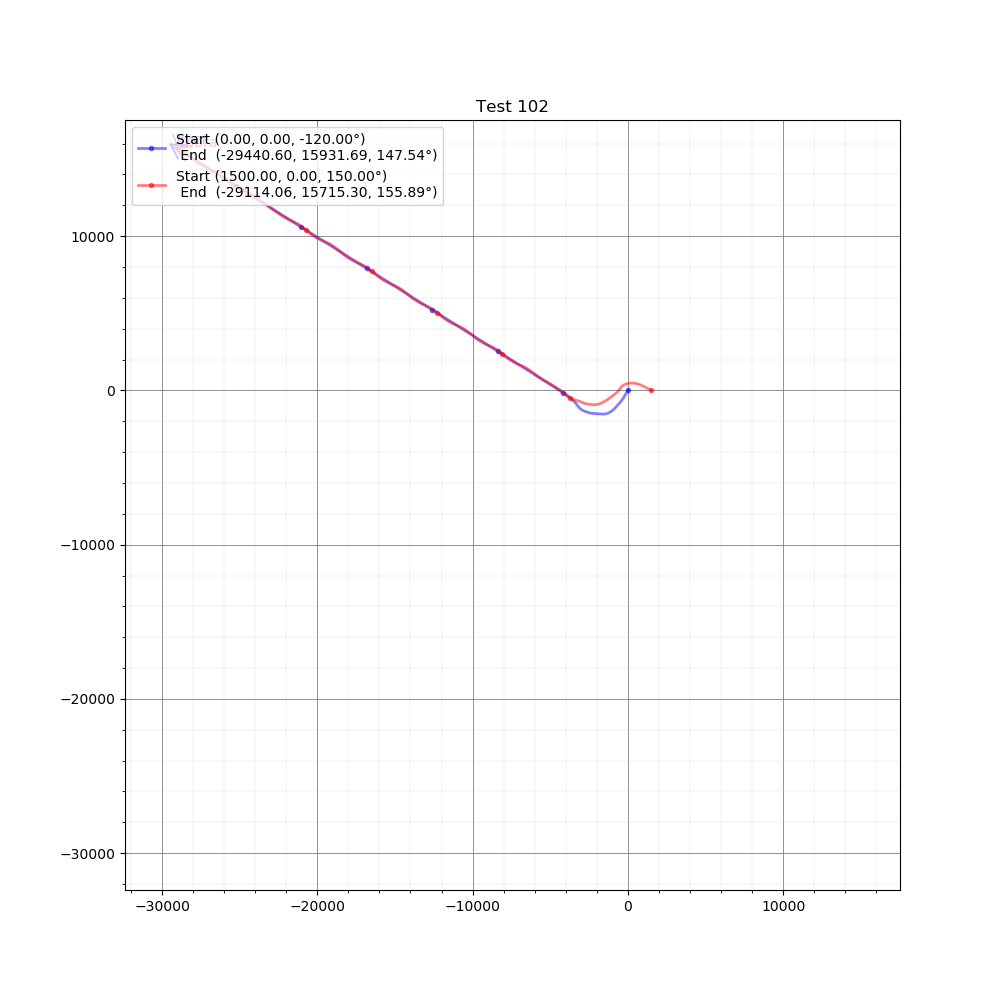 Test 102
Start (0.00, 0.00, -120.00°)
End (-29440.60, 15931.69, 147.54°)
Start (1500.00, 0.00, 150.00°)
End (-29114.06, 15715.30, 155.89°)
10000
0
−10000
−20000
−30000
−30000
−20000
−10000
0
10000